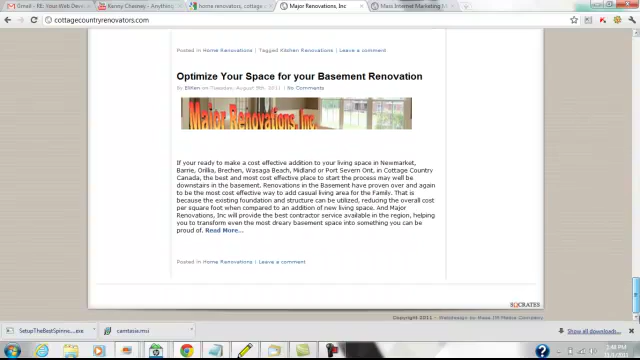 Gmail - RE: Your Web Dev
Kenny Chesney - Anythin
home renovations, cottage
Major Renovations, Inc
Mass Internet Marketing M
cottagecountryrenovators.com
Posted in Home Renovations | Tagged Kitchen Renovations | Leave a comment
Optimize Your Space for your Basement Renovation
on Tuesday, August 9th, 2011 | No Comments
Major Renovations, Inc.
If your ready to make a cost effective addition to your living space in Newmarket,
Barrie, Orillia, Brechen, Wasaga Beach, Midland or Port Severn Ont, in Cottage Country
Canada, the best and most cost effective place to start the process may well be
downstairs in the basement. Renovations in the Basement have proven over and again
to be the most cost effective way to add casual living area for the Family. That is
because the existing foundation and structure can be utilized, reducing the overall cost
per square foot when compared to an addition of new living space. And Major
Renovations, Inc will provide the best contractor service available in the region, helping
you to transform even the most dreary basement space into something you can be
proud of. Read More...
Posted in Home Renovations | Leave a comment
SOCRATES
Copyright 2011 - Webdesign by Mass IM Media Company
SetupTheBestSpinne....exe
camtasia.msi
Show all downloads...